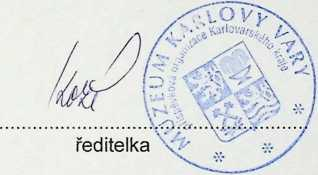 MUZEUM KARLOVY VARY
příspěvková organizace Karlovarského kraje
ředitelka